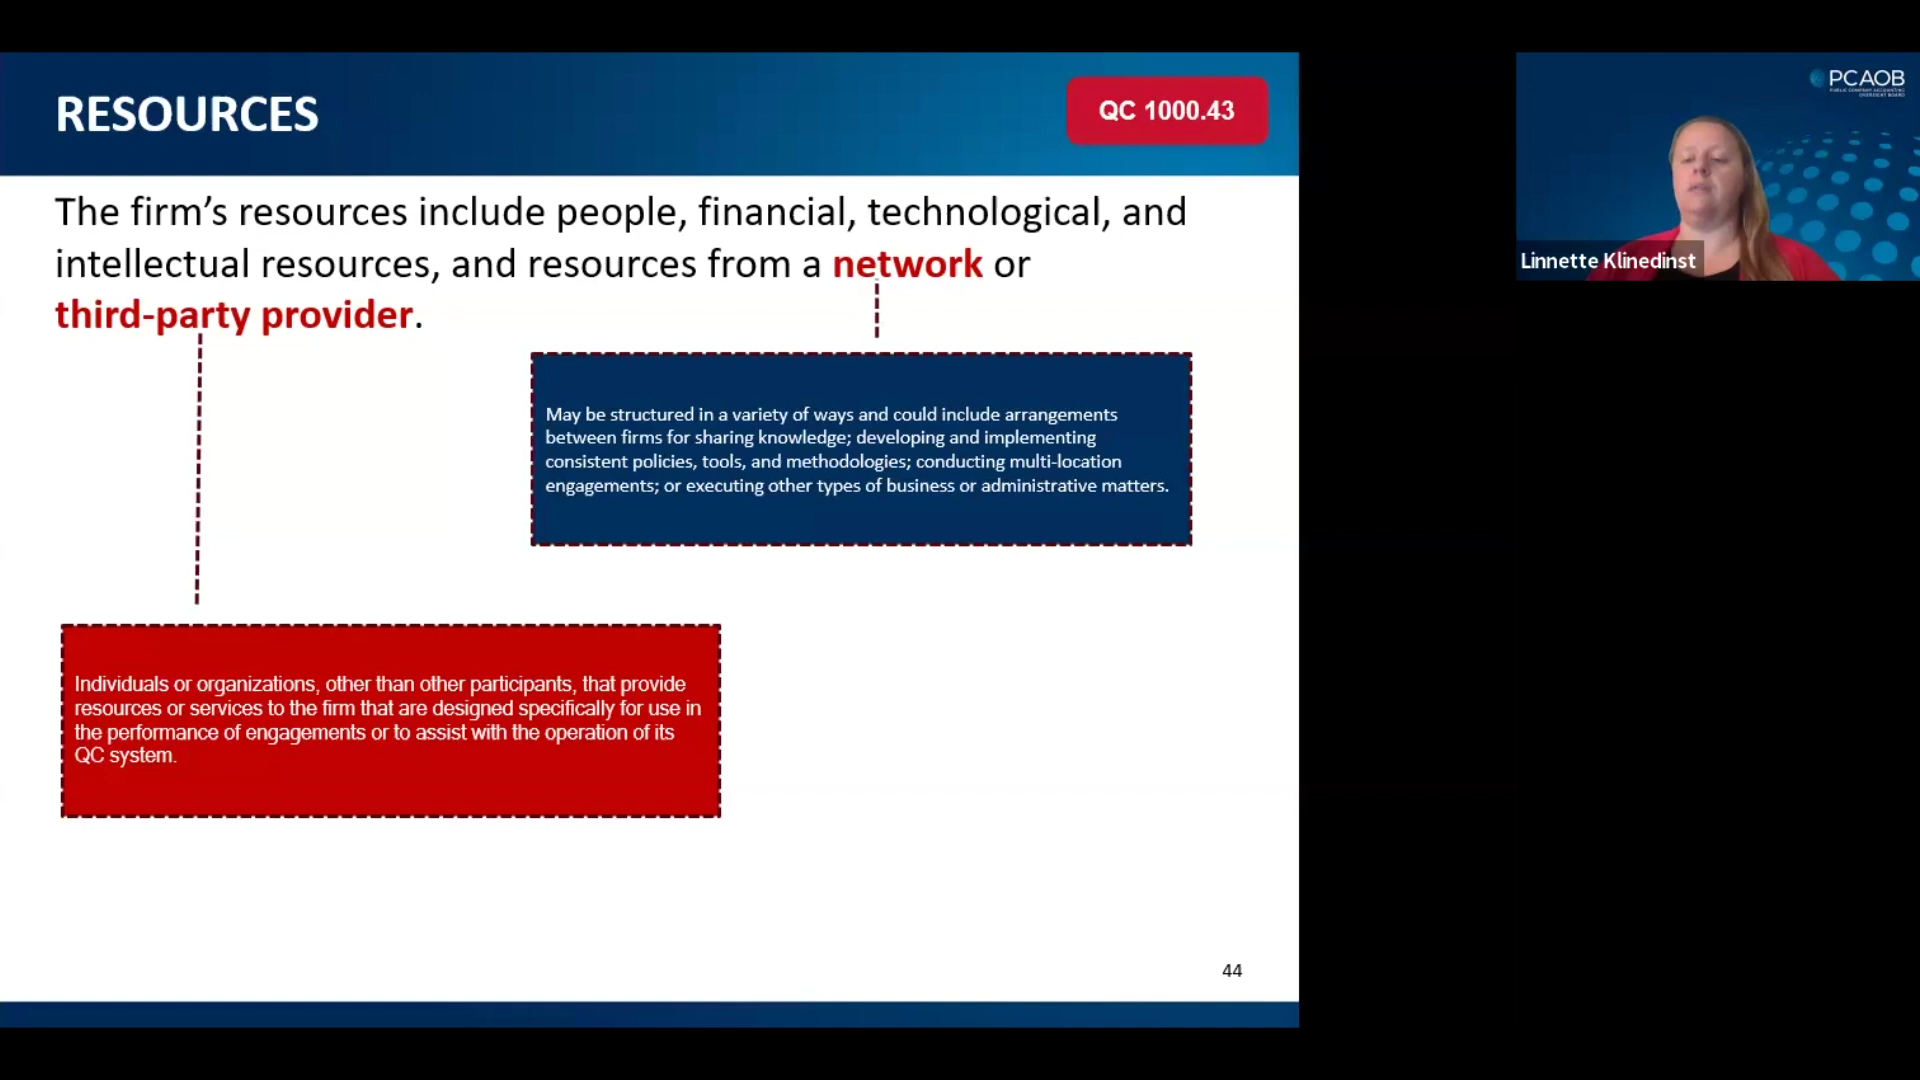 RESOURCES
QC 1000.43
The firm’s resources include people, financial, technological, and
intellectual resources, and resources from a network or
third-party provider.
May be structured in a variety of ways and could include arrangements
between firms for sharing knowledge; developing and implementing
consistent policies, tools, and methodologies; conducting multi-location
engagements; or executing other types of business or administrative matters.
Individuals or organizations, other than other participants, that provide
resources or services to the firm that are designed specifically for use in
the performance of engagements or to assist with the operation of its
QC system.
44
PCAOB
PUBLIC COMPANY ACCOUNTING
OVERSIGHT BOARD
Linnette Klinedinst